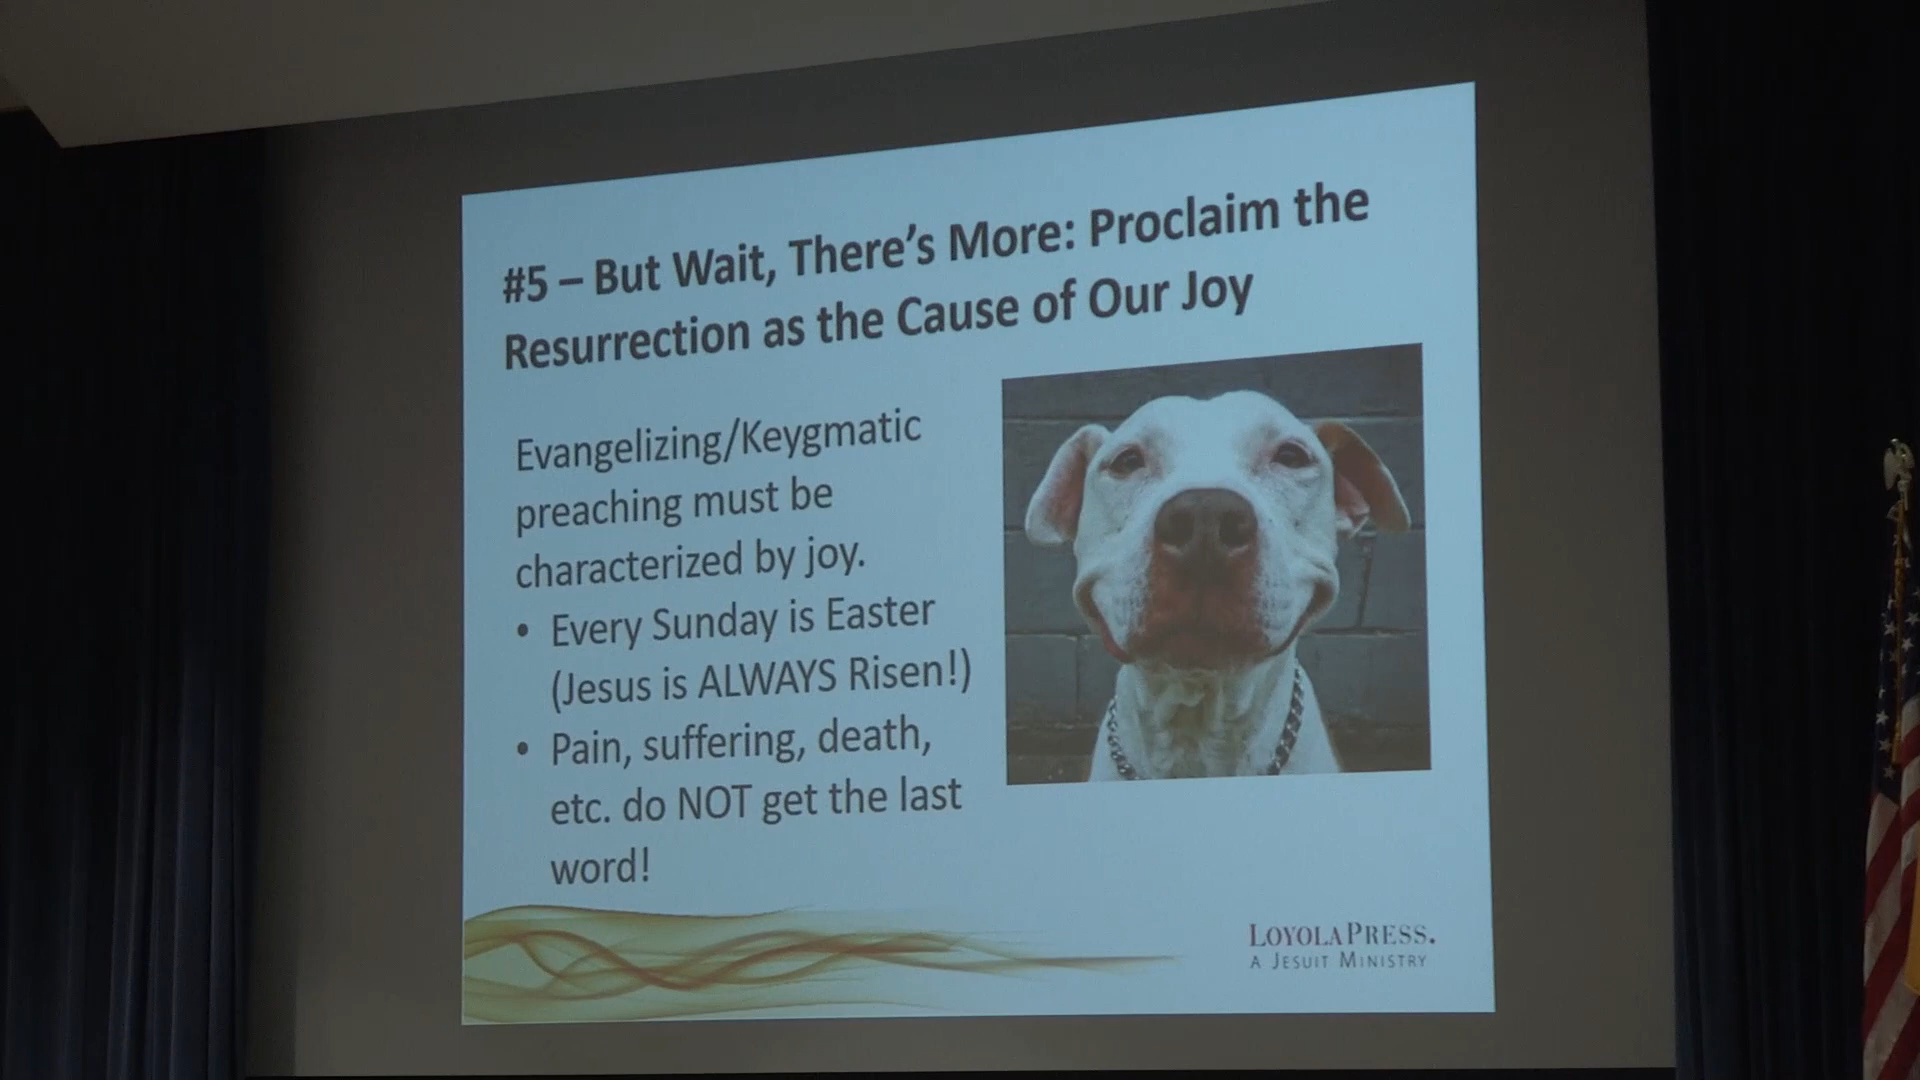 #5 – But Wait, There's More: Proclaim the
Resurrection as the Cause of Our Joy
Evangelizing/Keygmatic
preaching must be
characterized by joy.
• Every Sunday is Easter
(Jesus is ALWAYS Risen!)
• Pain, suffering, death,
etc. do NOT get the last
word!
LOYOLA PRESS.
A JESUIT MINISTRY